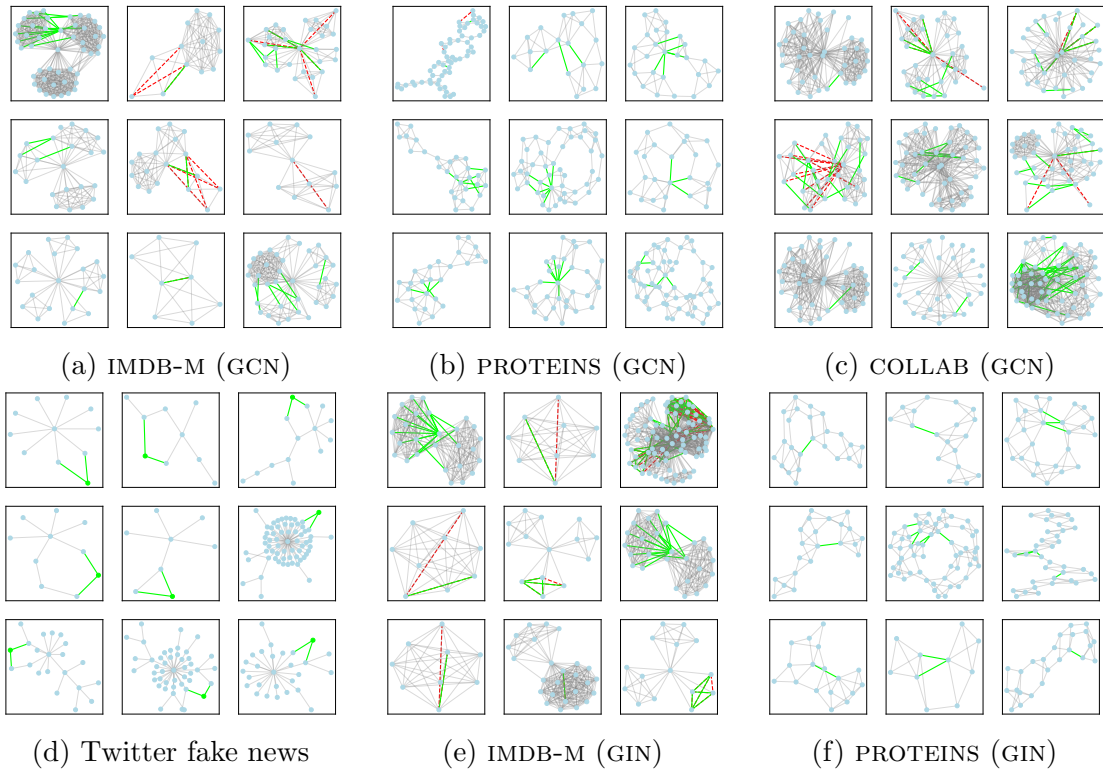 (a) IMDB-M (GCN)
(b) PROTEINS (GCN)
(c) COLLAB (GCN)
(d) Twitter fake news
(e) IMDB-M (GIN)
(f) PROTEINS (GIN)